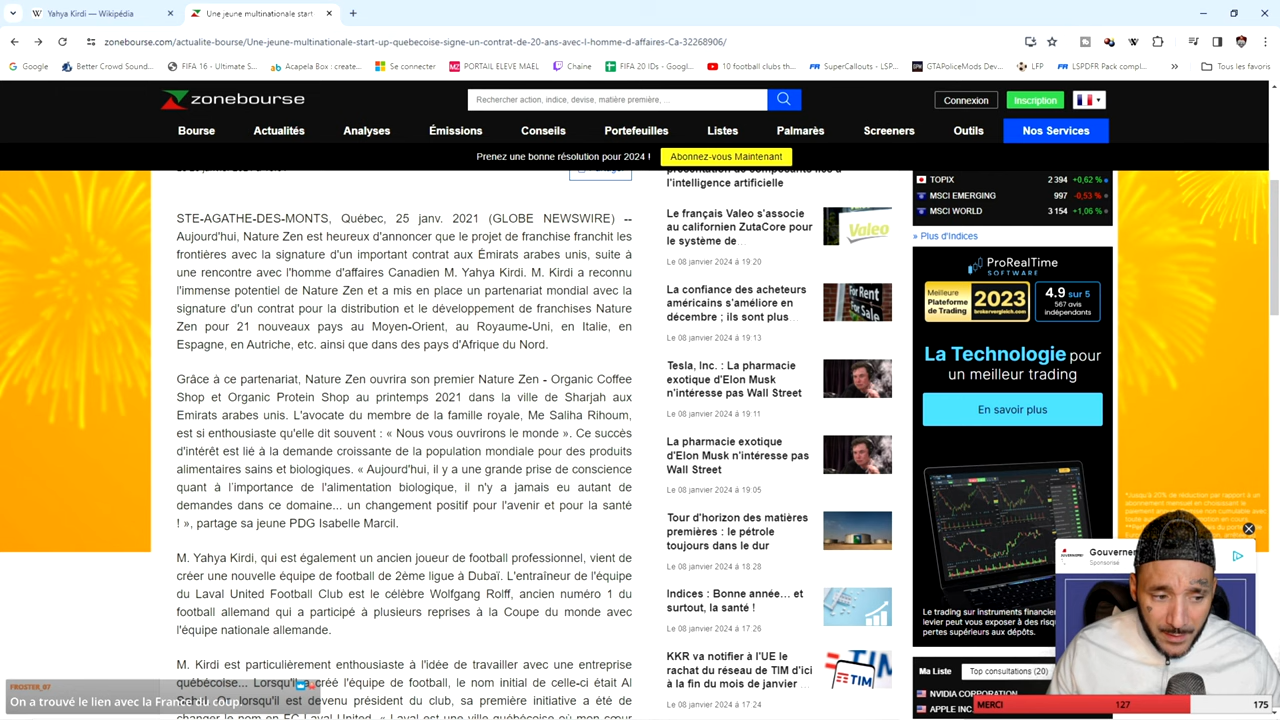 Yahya Kirdi — Wikipédia
Une jeune multinationale start
zonebourse.com/actualite-bourse/Une-jeune-multinationale-start-up-quebecoise-signe-un-contrat-de-20-ans-avec-l-homme-d-affaires-Ca-32268906/
Google
Better Crowd Sound...
FIFA 16 - Ultimate S...
Acapela Box : create...
Se connecter
PORTAIL ELEVE MAEL
Chaîne
FIFA 20 IDs - Googl...
10 football clubs th...
SuperCallouts - LSP...
GTAPoliceMods Dev...
LFP
LSPDFR Pack compl...
Tous les favoris
zonebourse
Rechercher action, indice, devise, matière première, ...
Connexion
Inscription
Bourse
Actualités
Analyses
Émissions
Conseils
Portefeuilles
Listes
Palmarès
Screeners
Outils
Nos Services
Prenez une bonne résolution pour 2024 !
Abonnez-vous Maintenant
STE-AGATHE-DES-MONTS, Québec, 25 janv. 2021 (GLOBE NEWSWIRE) --
Aujourd'hui, Nature Zen est heureux d'annoncer que le projet de franchise franchit les
frontières avec la signature d'un important contrat aux Émirats arabes unis, suite à
une rencontre avec l'homme d'affaires Canadien M. Yahya Kirdi. M. Kirdi a reconnu
l'immense potentiel de Nature Zen et a mis en place un partenariat mondial avec la
signature d'un contrat pour la distribution et le développement de franchises Nature
Zen pour 21 nouveaux pays au Moyen-Orient, au Royaume-Uni, en Italie, en
Espagne, en Autriche, etc. ainsi que dans des pays d'Afrique du Nord.
Grâce à ce partenariat, Nature Zen ouvrira son premier Nature Zen - Organic Coffee
Shop et Organic Protein Shop au printemps 2021 dans la ville de Sharjah aux
Emirats arabes unis. L'avocate du membre de la famille royale, Me Saliha Rihoum,
est si enthousiaste qu'elle dit souvent : « Nous vous ouvrirons le monde ». Ce succès
d'intérêt est lié à la demande croissante de la population mondiale pour des produits
alimentaires sains et biologiques. « Aujourd'hui, il y a une grande prise de conscience
quant à l'importance de l'alimentation biologique, il n'y a jamais eu autant de
demandes dans ce domaine... un changement positif pour l'avenir et pour la santé
! », partage sa jeune PDG Isabelle Marcil.
M. Yahya Kirdi, qui est également un ancien joueur de football professionnel, vient de
créer une nouvelle équipe de football de 2ème ligue à Dubaï. L'entraîneur de l'équipe
du Laval United Football Club est le célèbre Wolfgang Rolff, ancien numéro 1 du
football allemand qui a participé à plusieurs reprises à la Coupe du monde avec
l'équipe nationale allemande.
M. Kirdi est particulièrement enthousiaste à l'idée de travailler avec une entreprise
équipe de football, le nom initial de celle-ci était Al
devenant président du club, sa première initiative a été de
présentation de composants liés à
l'intelligence artificielle
Le français Valeo s'associe
au californien ZutaCore pour
le système de...
Le 08 janvier 2024 à 19:20
La confiance des acheteurs
américains s'améliore en
décembre ; ils sont plus...
Le 08 janvier 2024 à 19:13
Tesla, Inc. : La pharmacie
exotique d'Elon Musk
n'intéresse pas Wall Street
Le 08 janvier 2024 à 19:11
La pharmacie exotique
d'Elon Musk n'intéresse pas
Wall Street
Le 08 janvier 2024 à 19:05
Tour d'horizon des matières
premières : le pétrole
toujours dans le dur
Le 08 janvier 2024 à 18:28
Indices : Bonne année… et
surtout, la santé !
Le 08 janvier 2024 à 17:26
KKR va notifier à l'UE le
rachat du réseau de TIM d'ici
à la fin du mois de janvier ...
Le 08 janvier 2024 à 17:24
Valeo
For Rent
For Sale
TIM
TOPIX 2 394 +0,62 %
MSCI EMERGING 997 -0,53 %
MSCI WORLD 3 154 +1,06 %
» Plus d'Indices
ProRealTime
SOFTWARE
Meilleure
Plateforme
de Trading
2023
brokervergleich.com
4.9 sur 5
567 avis
indépendants
La Technologie pour
un meilleur trading
En savoir plus
Le trading sur instruments financiers
levier peut vous exposer à des
pertes supérieures aux dépôts.
Ma Liste
Top consultations (20)
NVIDIA CORPORATION
APPLE INC.
Sponsorisé
FROSTER_67
On a trouvé le lien avec la France du coup.
MERCI
127
175